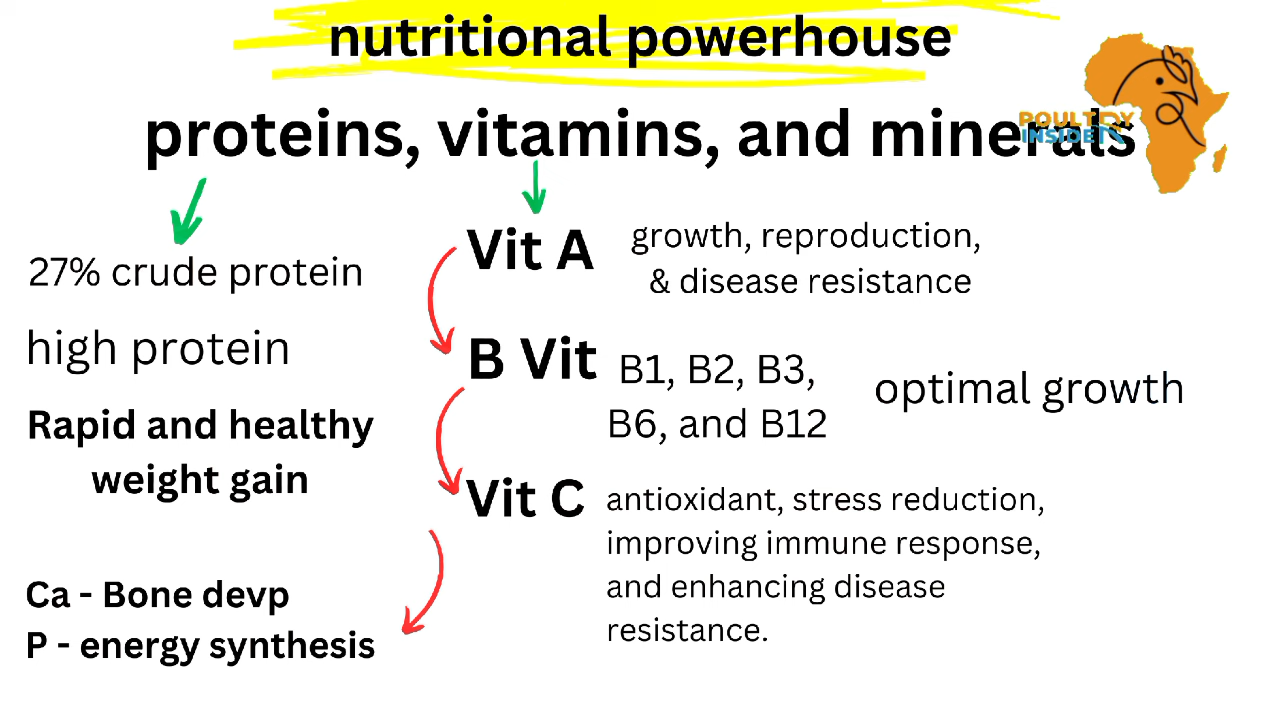 nutritional powerhouse
proteins, vitamins, and minerals
POULTRY
INSIDER
27% crude protein
high protein
Rapid and healthy
weight gain
Ca - Bone devp
P - energy synthesis
Vit A
growth, reproduction,
& disease resistance
B Vit
B1, B2, B3,
B6, and B12
optimal growth
Vit C
antioxidant, stress reduction,
improving immune response,
and enhancing disease
resistance.